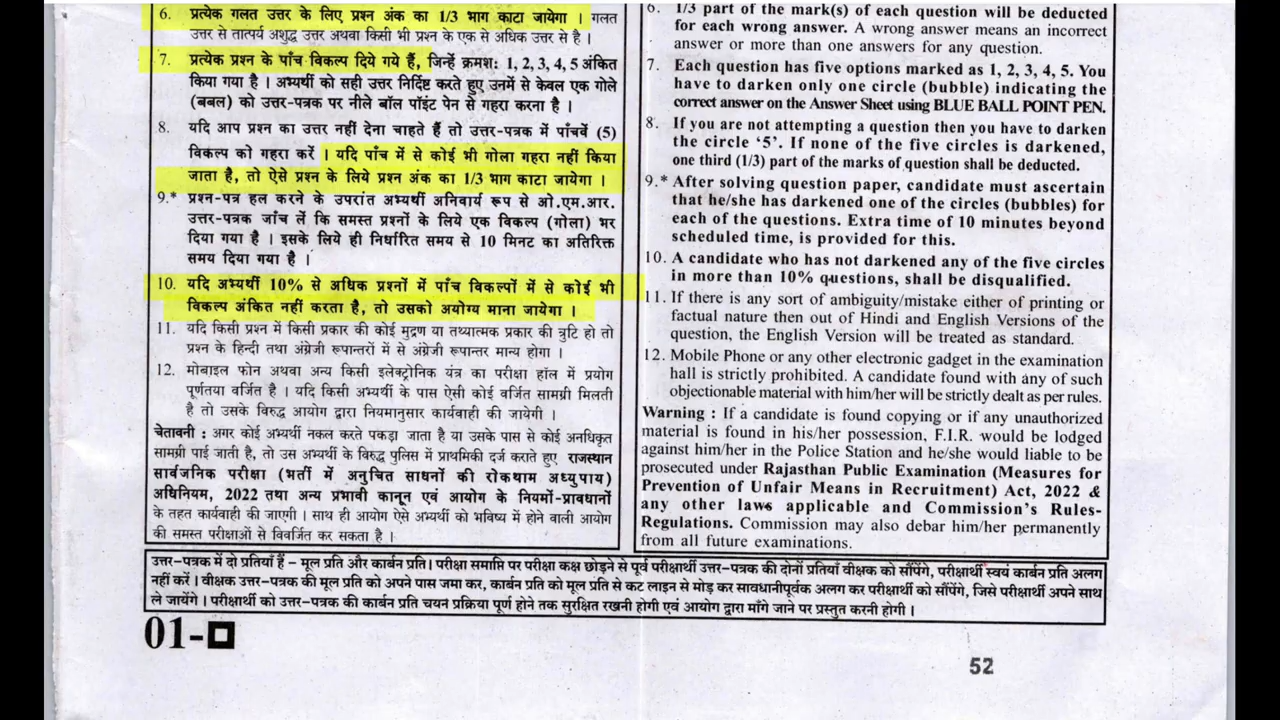 6. प्रत्येक गलत उत्तर के लिए प्रश्न अंक का 1/3 भाग काटा जायेगा । गलत
उत्तर से तात्पर्य अशुद्ध उत्तर अथवा किसी भी प्रश्न के एक से अधिक उत्तर से है ।
7. प्रत्येक प्रश्न के पाँच विकल्प दिये गये हैं, जिन्हें क्रमश: 1, 2, 3, 4, 5 अंकित
किया गया है । अभ्यर्थी को सही उत्तर निर्दिष्ट करते हुए उनमें से केवल एक गोले
(बबल) को उत्तर-पत्रक पर नीले बॉल पॉइंट पेन से गहरा करना है ।
8. यदि आप प्रश्न का उत्तर नहीं देना चाहते हैं तो उत्तर-पत्रक में पाँचवें (5)
विकल्प को गहरा करें । यदि पाँच में से कोई भी गोला गहरा नहीं किया
जाता है, तो ऐसे प्रश्न के लिये प्रश्न अंक का 1/3 भाग काटा जायेगा ।
9.* प्रश्न-पत्र हल करने के उपरांत अभ्यर्थी अनिवार्य रूप से ओ.एम.आर.
उत्तर-पत्रक जाँच लें कि समस्त प्रश्नों के लिये एक विकल्प (गोला) भर
दिया गया है । इसके लिये ही निर्धारित समय से 10 मिनट का अतिरिक्त
समय दिया गया है ।
10. यदि अभ्यर्थी 10% से अधिक प्रश्नों में पाँच विकल्पों में से कोई भी
विकल्प अंकित नहीं करता है, तो उसको अयोग्य माना जायेगा ।
11. यदि किसी प्रश्न में किसी प्रकार की कोई मुद्रण या तथ्यात्मक प्रकार की त्रुटि हो तो
प्रश्न के हिन्दी तथा अंग्रेजी रूपान्तरों में से अंग्रेजी रूपान्तर मान्य होगा ।
12. मोबाइल फोन अथवा अन्य किसी इलेक्ट्रोनिक यंत्र का परीक्षा हॉल में प्रयोग
पूर्णतया वर्जित है । यदि किसी अभ्यर्थी के पास ऐसी कोई वर्जित सामग्री मिलती
है तो उसके विरुद्ध आयोग द्वारा नियमानुसार कार्यवाही की जायेगी ।
चेतावनी : अगर कोई अभ्यर्थी नकल करते पकड़ा जाता है या उसके पास से कोई अनधिकृत
सामग्री पाई जाती है, तो उस अभ्यर्थी के विरुद्ध पुलिस में प्राथमिकी दर्ज कराते हुए राजस्थान
सार्वजनिक परीक्षा (भर्ती में अनुचित साधनों की रोकथाम अध्युपाय)
अधिनियम, 2022 तथा अन्य प्रभावी कानून एवं आयोग के नियमों-प्रावधानों
के तहत कार्यवाही की जाएगी । साथ ही आयोग ऐसे अभ्यर्थी को भविष्य में होने वाली आयोग
की समस्त परीक्षाओं से विवर्जित कर सकता है ।
6. 1/3 part of the mark(s) of each question will be deducted
for each wrong answer. A wrong answer means an incorrect
answer or more than one answers for any question.
7. Each question has five options marked as 1, 2, 3, 4, 5. You
have to darken only one circle (bubble) indicating the
correct answer on the Answer Sheet using BLUE BALL POINT PEN.
8. If you are not attempting a question then you have to darken
the circle ‘5’. If none of the five circles is darkened,
one third (1/3) part of the marks of question shall be deducted.
9.* After solving question paper, candidate must ascertain
that he/she has darkened one of the circles (bubbles) for
each of the questions. Extra time of 10 minutes beyond
scheduled time, is provided for this.
10. A candidate who has not darkened any of the five circles
in more than 10% questions, shall be disqualified.
11. If there is any sort of ambiguity/mistake either of printing or
factual nature then out of Hindi and English Versions of the
question, the English Version will be treated as standard.
12. Mobile Phone or any other electronic gadget in the examination
hall is strictly prohibited. A candidate found with any of such
objectionable material with him/her will be strictly dealt as per rules.
Warning : If a candidate is found copying or if any unauthorized
material is found in his/her possession, F.I.R. would be lodged
against him/her in the Police Station and he/she would be liable to be
prosecuted under Rajasthan Public Examination (Measures for
Prevention of Unfair Means in Recruitment) Act, 2022 &
any other laws applicable and Commission's Rules-
Regulations. Commission may also debar him/her permanently
from all future examinations.
उत्तर-पत्रक में दो प्रतियाँ हैं – मूल प्रति और कार्बन प्रति । परीक्षा समाप्ति पर परीक्षा कक्ष छोड़ने से पूर्व परीक्षार्थी उत्तर-पत्रक की दोनों प्रतियाँ वीक्षक को सौंपेंगे, परीक्षार्थी स्वयं कार्बन प्रति अलग
नहीं करें । वीक्षक उत्तर-पत्रक की मूल प्रति को अपने पास जमा कर, कार्बन प्रति को मूल प्रति से कट लाइन से मोड़ कर सावधानीपूर्वक अलग कर परीक्षार्थी को सौंपेंगे, जिसे परीक्षार्थी अपने साथ
ले जायेंगे । परीक्षार्थी को उत्तर-पत्रक की कार्बन प्रति चयन प्रक्रिया पूर्ण होने तक सुरक्षित रखनी होगी एवं आयोग द्वारा माँगे जाने पर प्रस्तुत करनी होगी ।
01-
52